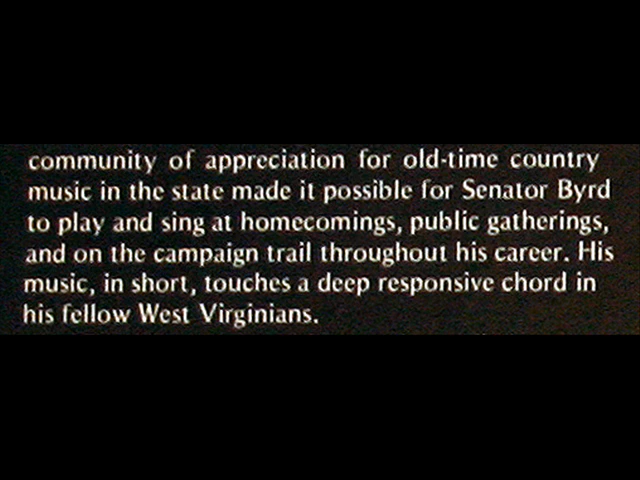 community of appreciation for old-time country
music in the state made it possible for Senator Byrd
to play and sing at homecomings, public gatherings,
and on the campaign trail throughout his career. His
music, in short, touches a deep responsive chord in
his fellow West Virginians.